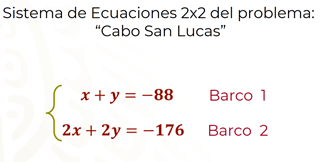 Sistema de Ecuaciones 2x2 del problema:
“Cabo San Lucas”
x + y = −88 Barco 1
2x + 2y = −176 Barco 2